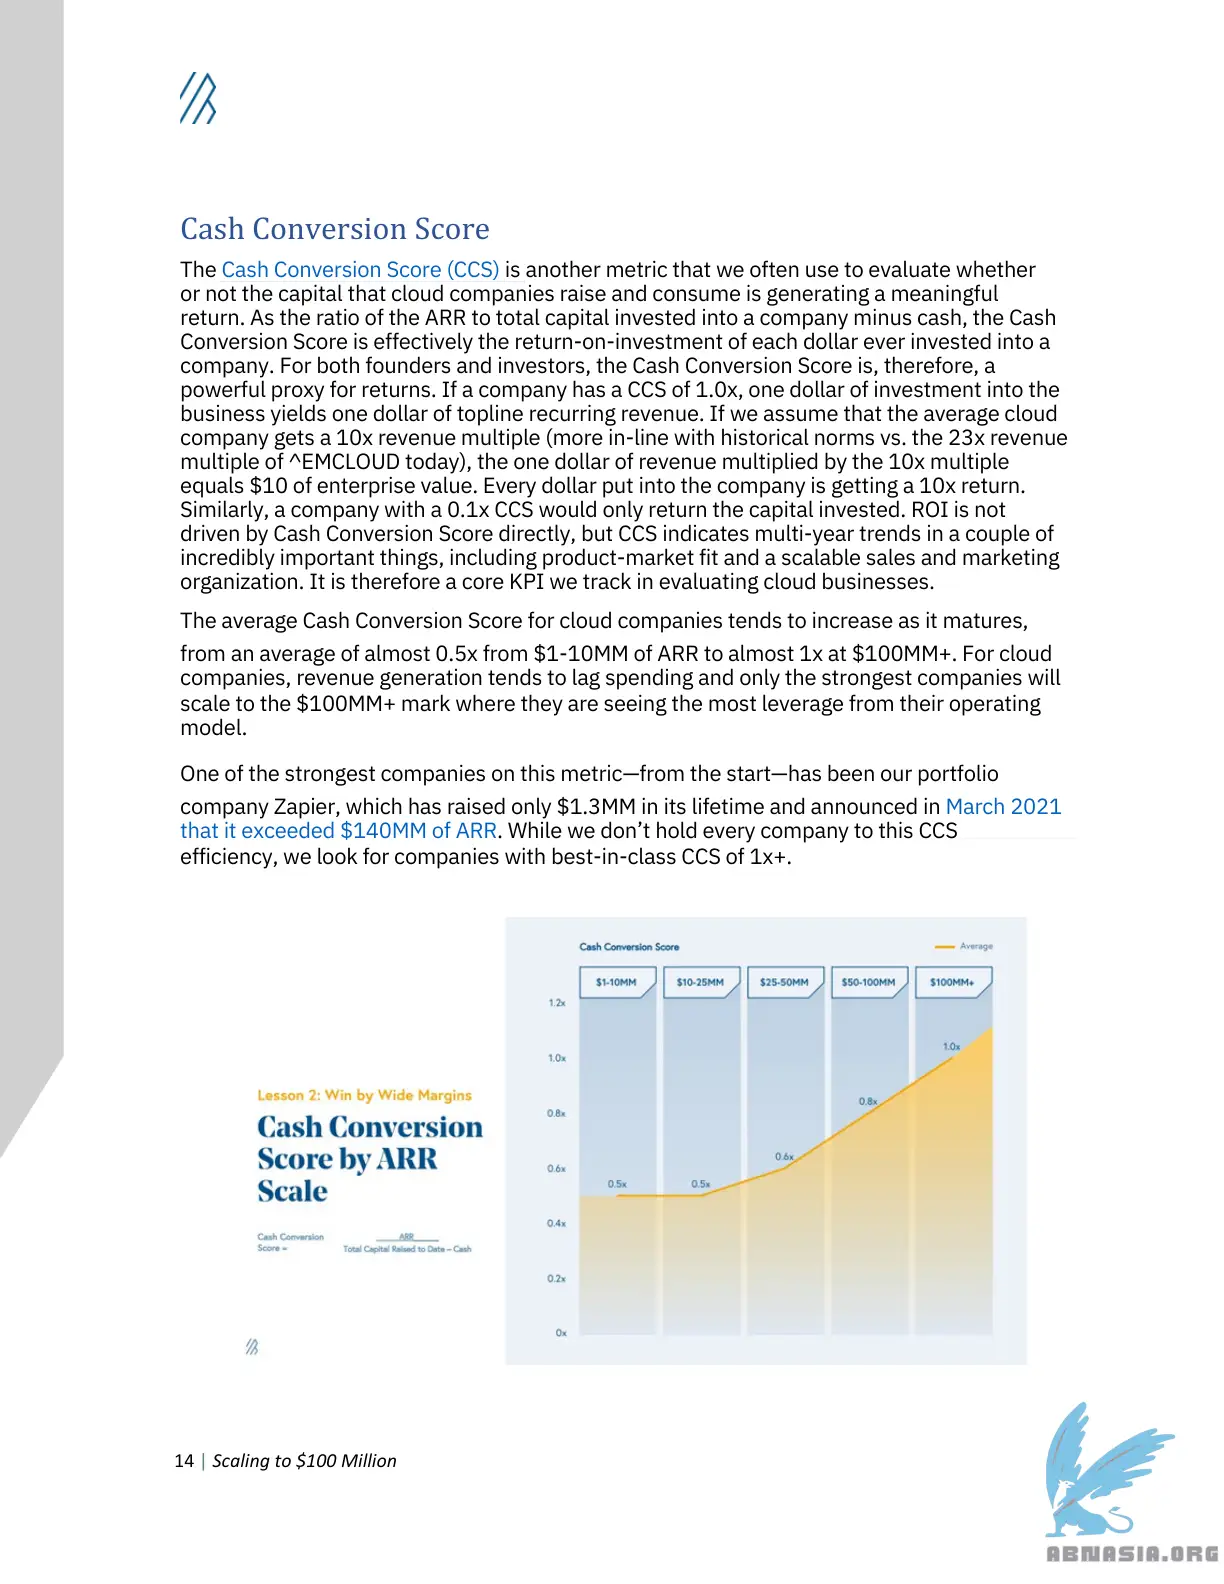 Cash Conversion Score
The Cash Conversion Score (CCS) is another metric that we often use to evaluate whether
or not the capital that cloud companies raise and consume is generating a meaningful
return. As the ratio of the ARR to total capital invested into a company minus cash, the Cash
Conversion Score is effectively the return-on-investment of each dollar ever invested into a
company. For both founders and investors, the Cash Conversion Score is, therefore, a
powerful proxy for returns. If a company has a CCS of 1.0x, one dollar of investment into the
business yields one dollar of topline recurring revenue. If we assume that the average cloud
company gets a 10x revenue multiple (more in-line with historical norms vs. the 23x revenue
multiple of ^EMCLOUD today), the one dollar of revenue multiplied by the 10x multiple
equals $10 of enterprise value. Every dollar put into the company is getting a 10x return.
Similarly, a company with a 0.1x CCS would only return the capital invested. ROI is not
driven by Cash Conversion Score directly, but CCS indicates multi-year trends in a couple of
incredibly important things, including product-market fit and a scalable sales and marketing
organization. It is therefore a core KPI we track in evaluating cloud businesses.
The average Cash Conversion Score for cloud companies tends to increase as it matures,
from an average of almost 0.5x from $1-10MM of ARR to almost 1x at $100MM+. For cloud
companies, revenue generation tends to lag spending and only the strongest companies will
scale to the $100MM+ mark where they are seeing the most leverage from their operating
model.
One of the strongest companies on this metric—from the start—has been our portfolio
company Zapier, which has raised only $1.3MM in its lifetime and announced in March 2021
that it exceeded $140MM of ARR. While we don’t hold every company to this CCS
efficiency, we look for companies with best-in-class CCS of 1x+.
Lesson 2: Win by Wide Margins
Cash Conversion
Score by ARR
Scale
Cash Conversion
Score =
ARR
Total Capital Raised to Date – Cash
Cash Conversion Score
Average
$1-10MM
$10-25MM
$25-50MM
$50-100MM
$100MM+
1.2x
1.0x
0.8x
0.6x
0.4x
0.2x
0x
0.5x
0.5x
0.6x
0.8x
1.0x
14 | Scaling to $100 Million
ABNASIA.ORG